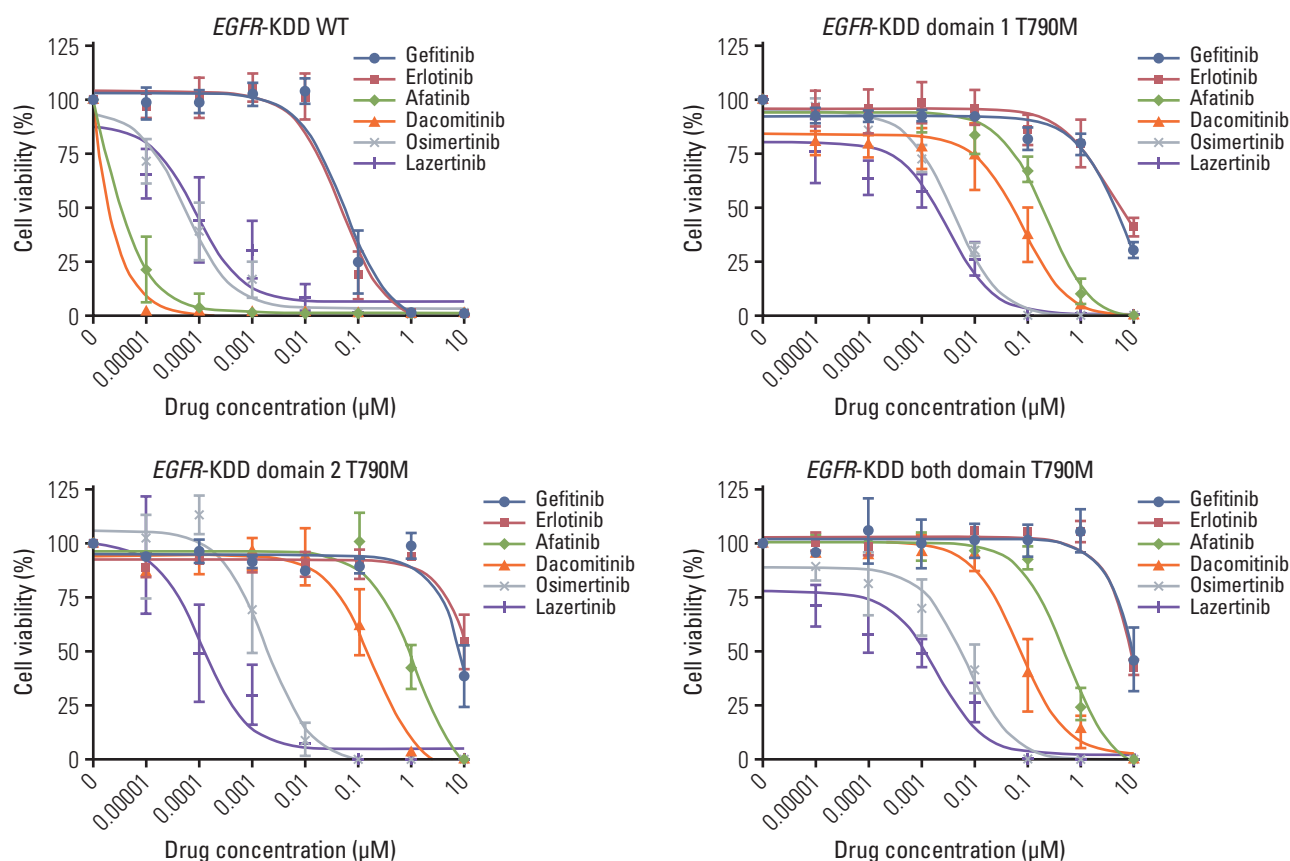 EGFR-KDD WT
125
100
75
50
25
0
Cell viability (%)
Gefitinib
Erlotinib
Afatinib
Dacomitinib
Osimertinib
Lazertinib
0
0.00001
0.0001
0.001
0.01
0.1
1
10
Drug concentration (µM)
EGFR-KDD domain 1 T790M
125
100
75
50
25
0
Cell viability (%)
Gefitinib
Erlotinib
Afatinib
Dacomitinib
Osimertinib
Lazertinib
0
0.00001
0.0001
0.001
0.01
0.1
1
10
Drug concentration (µM)
EGFR-KDD domain 2 T790M
125
100
75
50
25
0
Cell viability (%)
Gefitinib
Erlotinib
Afatinib
Dacomitinib
Osimertinib
Lazertinib
0
0.00001
0.0001
0.001
0.01
0.1
1
10
Drug concentration (µM)
EGFR-KDD both domain T790M
125
100
75
50
25
0
Cell viability (%)
Gefitinib
Erlotinib
Afatinib
Dacomitinib
Osimertinib
Lazertinib
0
0.00001
0.0001
0.001
0.01
0.1
1
10
Drug concentration (µM)